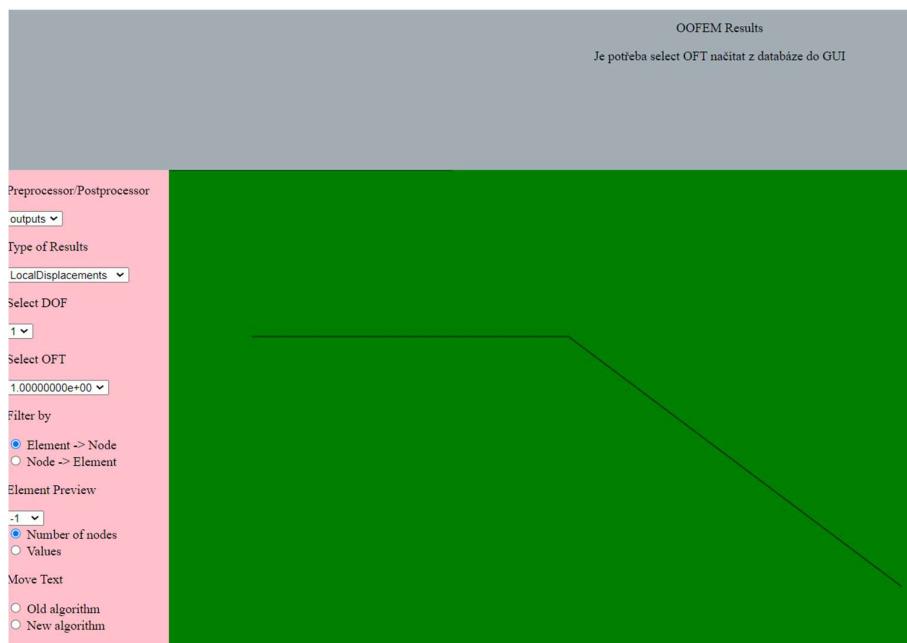 OOFEM Results
Je potřeba select OFT načitat z databáze do GUI
Preprocessor/Postprocessor
outputs
Type of Results
LocalDisplacements
Select DOF
1
Select OFT
1.00000000e+00
Filter by
Element -> Node
Node -> Element
Element Preview
-1
Number of nodes
Values
Move Text
Old algorithm
New algorithm